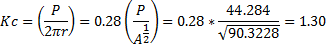 Kc = (P / 2πr) = 0.28 (P / A^(1/2)) = 0.28 * 44.284 / √90.3228 = 1.30